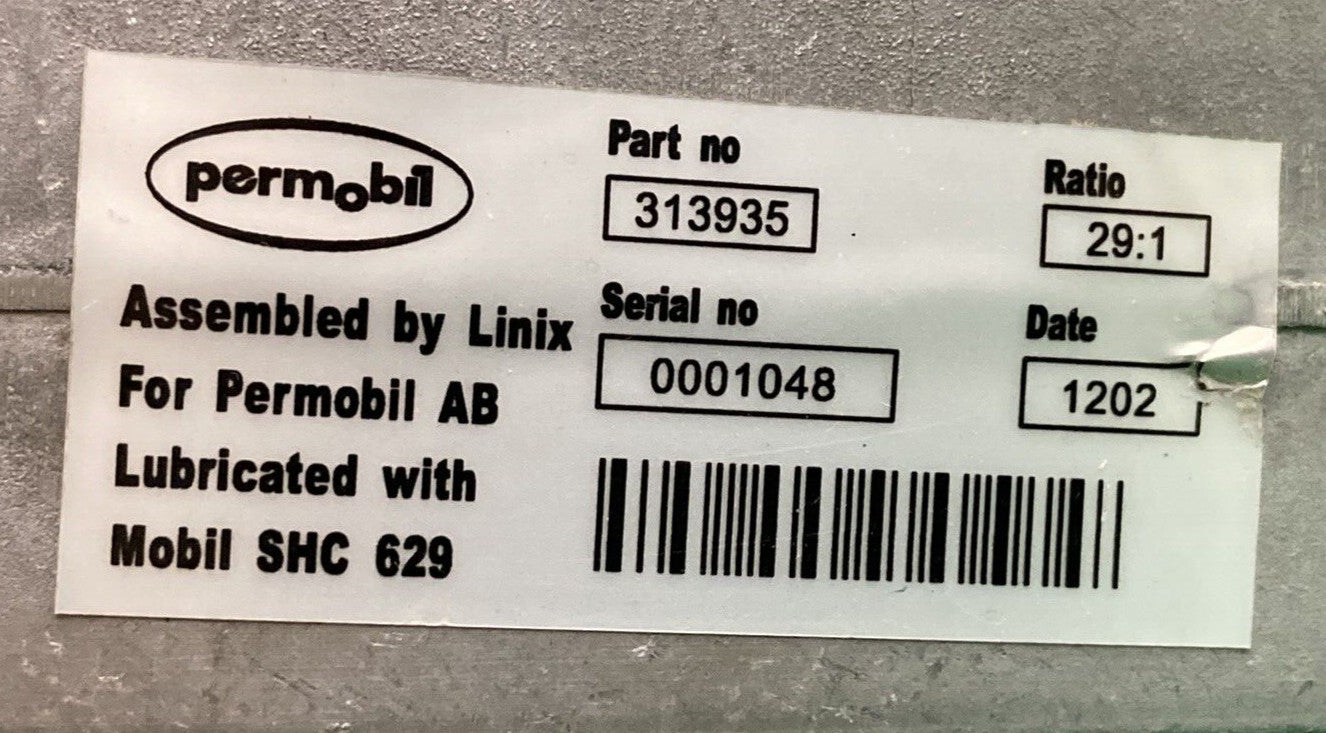 permobil
Assembled by Linix
For Permobil AB
Lubricated with
Mobil SHC 629
Part no
313935
Serial no
0001048
Ratio
29:1
Date
1202